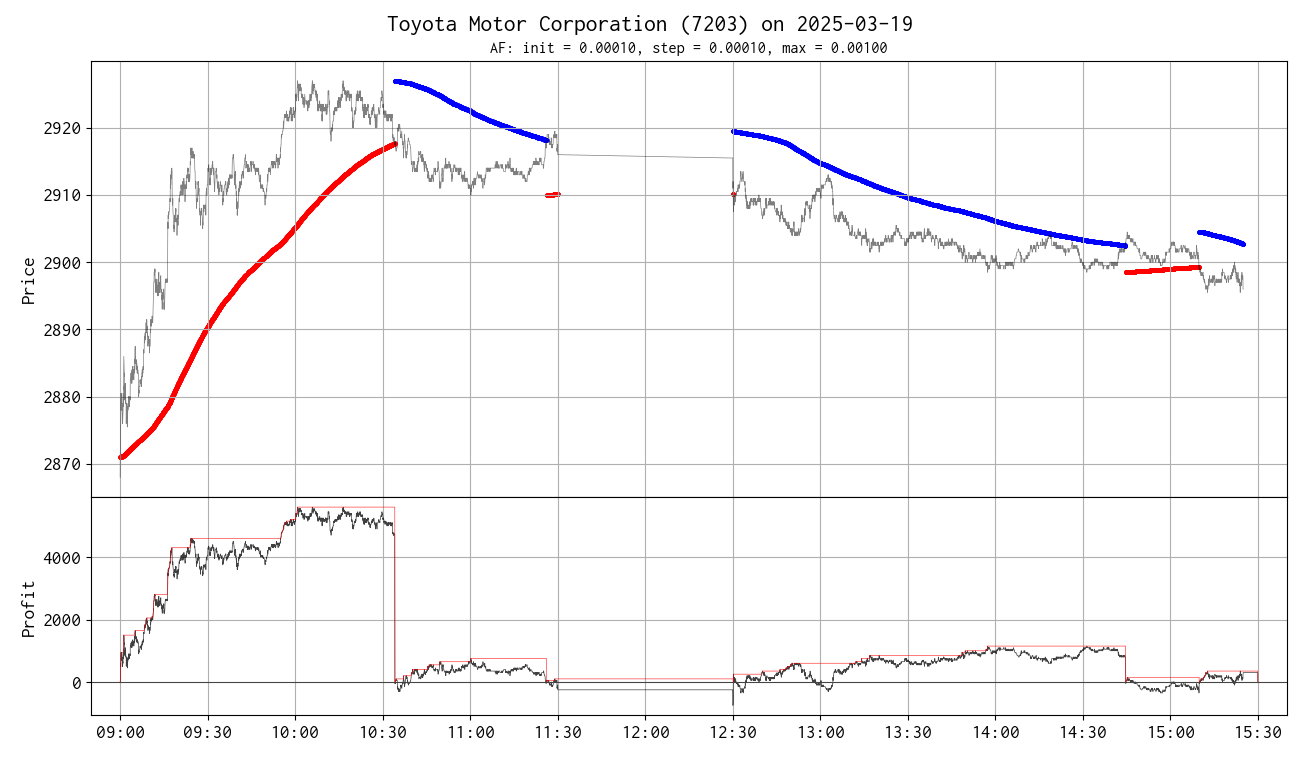 Toyota Motor Corporation (7203) on 2025-03-19
AF: init = 0.00010, step = 0.00010, max = 0.00100
Price
2920
2910
2900
2890
2880
2870
Profit
4000
2000
0
09:00 09:30 10:00 10:30 11:00 11:30 12:00 12:30 13:00 13:30 14:00 14:30 15:00 15:30